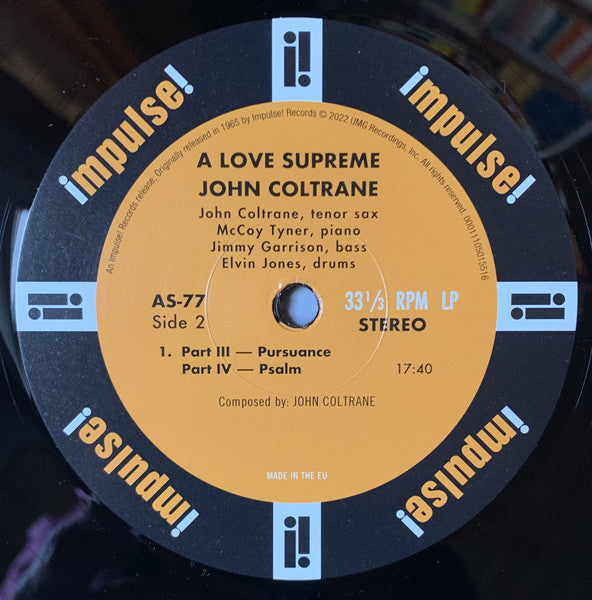 impulse!
impulse!
An Impulse! Records release; Originally released in 1965 by Impulse! Records © 2022 UMG Recordings, Inc. All rights reserved. 00011105015516
A LOVE SUPREME
JOHN COLTRANE
John Coltrane, tenor sax
McCoy Tyner, piano
Jimmy Garrison, bass
Elvin Jones, drums
AS-77
33 1/3 RPM LP
Side 2
STEREO
1. Part III — Pursuance
Part IV — Psalm 17:40
Composed by: JOHN COLTRANE
MADE IN THE EU
impulse!
impulse!